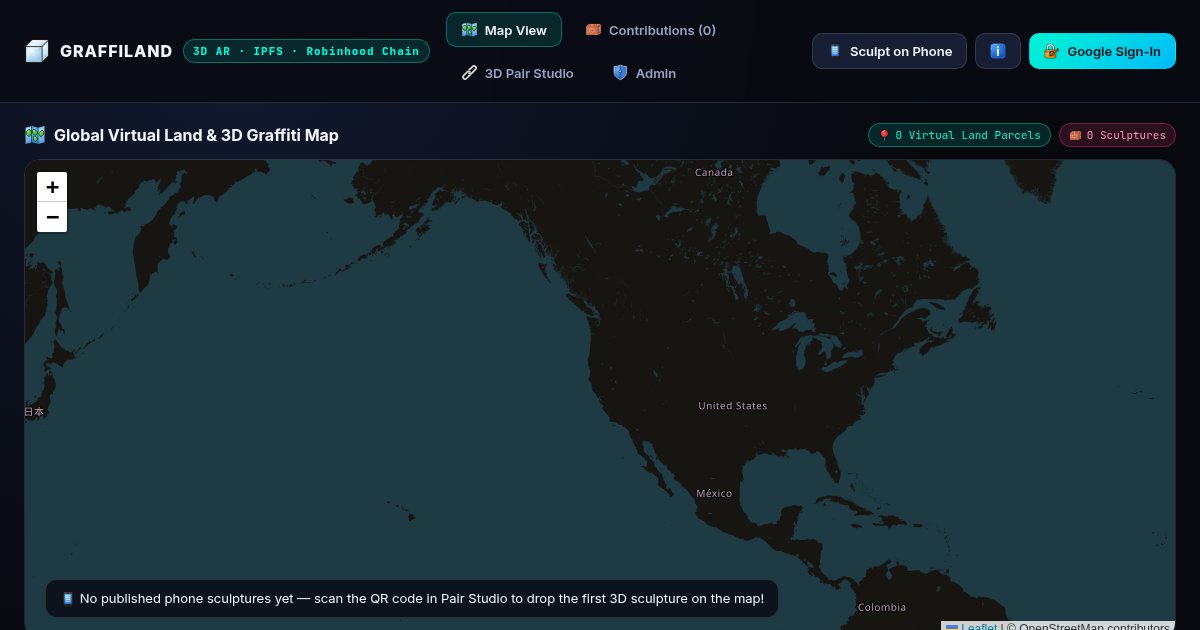 GRAFFILAND
3D AR · IPFS · Robinhood Chain
Map View
Contributions (0)
3D Pair Studio
Admin
Sculpt on Phone
Google Sign-In
Global Virtual Land & 3D Graffiti Map
0 Virtual Land Parcels
0 Sculptures
+
−
Canada
日本
United States
México
Colombia
No published phone sculptures yet — scan the QR code in Pair Studio to drop the first 3D sculpture on the map!
Leaflet | © OpenStreetMap contributors